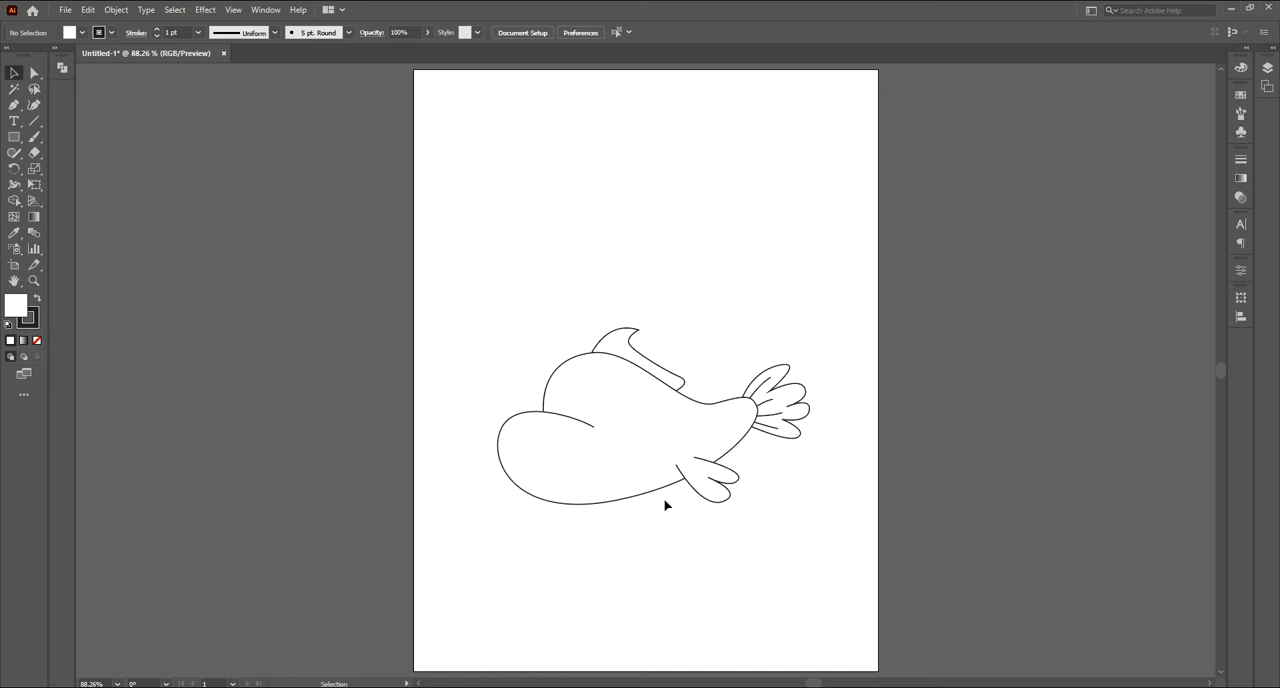 Ai File Edit Object Type Select Effect View Window Help Search Adobe Help
No Selection Stroke: 1 pt Uniform 5 pt. Round Opacity: 100% Style: Document Setup Preferences
Untitled-1* @ 88.26 % (RGB/Preview) ×
88.26% 0° 1 Selection